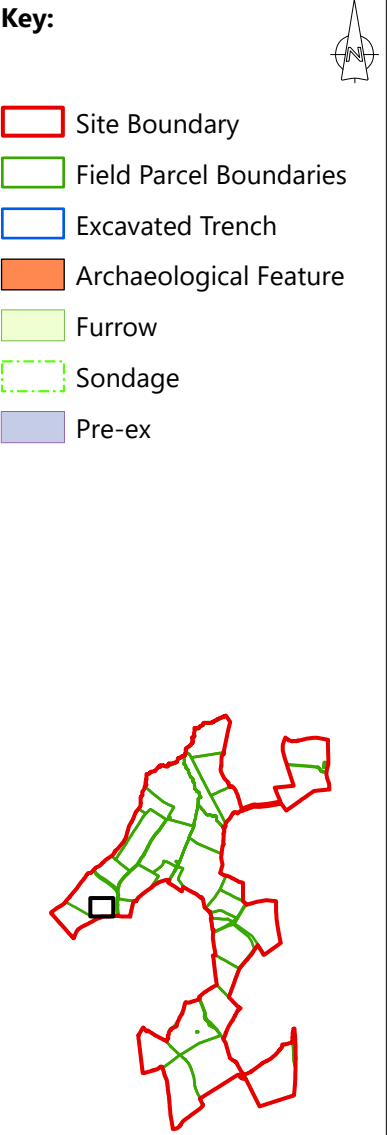 Key:
N
Site Boundary
Field Parcel Boundaries
Excavated Trench
Archaeological Feature
Furrow
Sondage
Pre-ex